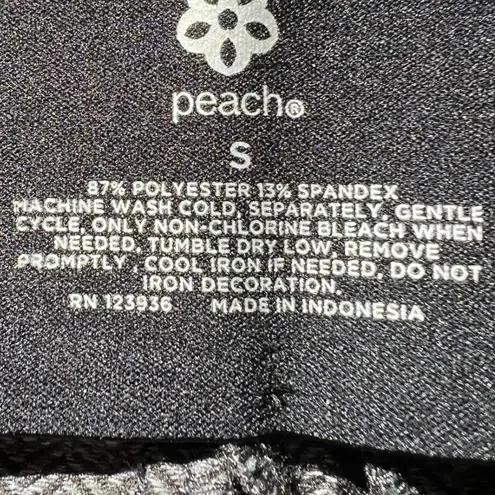 peach®
S
87% POLYESTER 13% SPANDEX
MACHINE WASH COLD, SEPARATELY, GENTLE
CYCLE, ONLY NON-CHLORINE BLEACH WHEN
NEEDED, TUMBLE DRY LOW, REMOVE
PROMPTLY, COOL IRON IF NEEDED, DO NOT
IRON DECORATION.
RN 123936 MADE IN INDONESIA